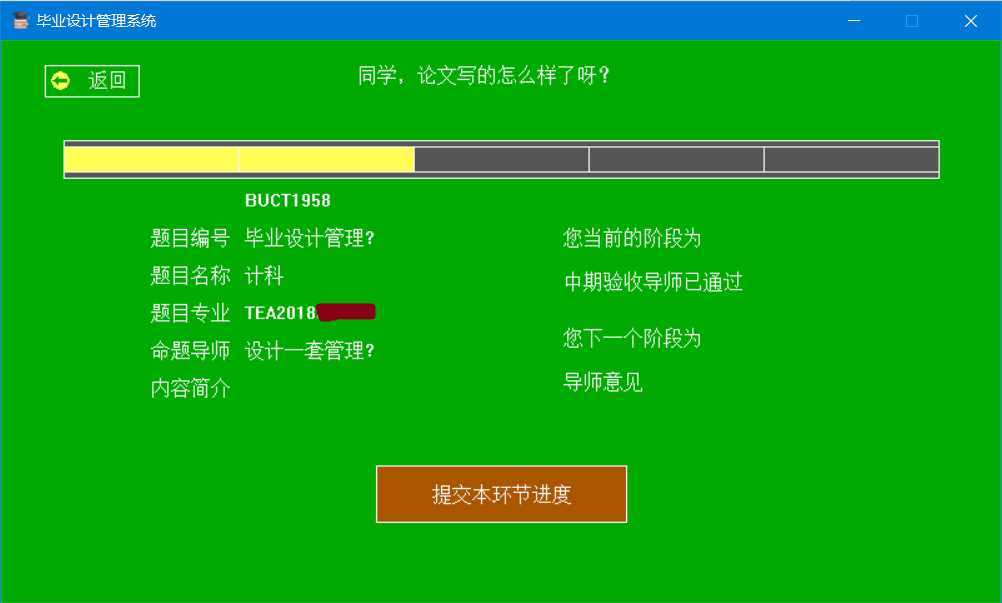 毕业设计管理系统
返回
同学，论文写的怎么样了呀？
BUCT1958
题目编号 毕业设计管理?
您当前的阶段为
题目名称 计科
中期验收导师已通过
题目专业 TEA2018
您下一个阶段为
命题导师 设计一套管理?
导师意见
内容简介
提交本环节进度